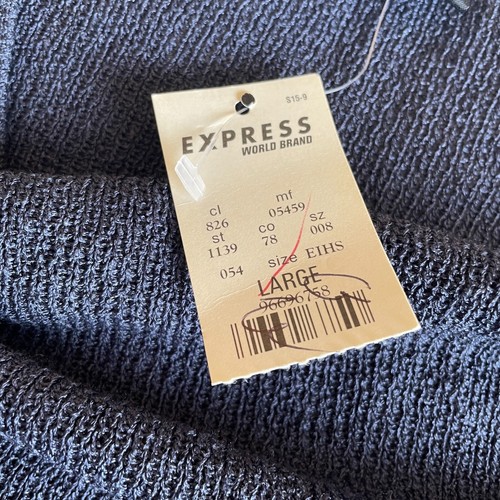 S15-9
EXPRESS
WORLD BRAND
cl mf
826 05459 sz
st co 008
1139 78
054 size EIHS
LARGE
96696758